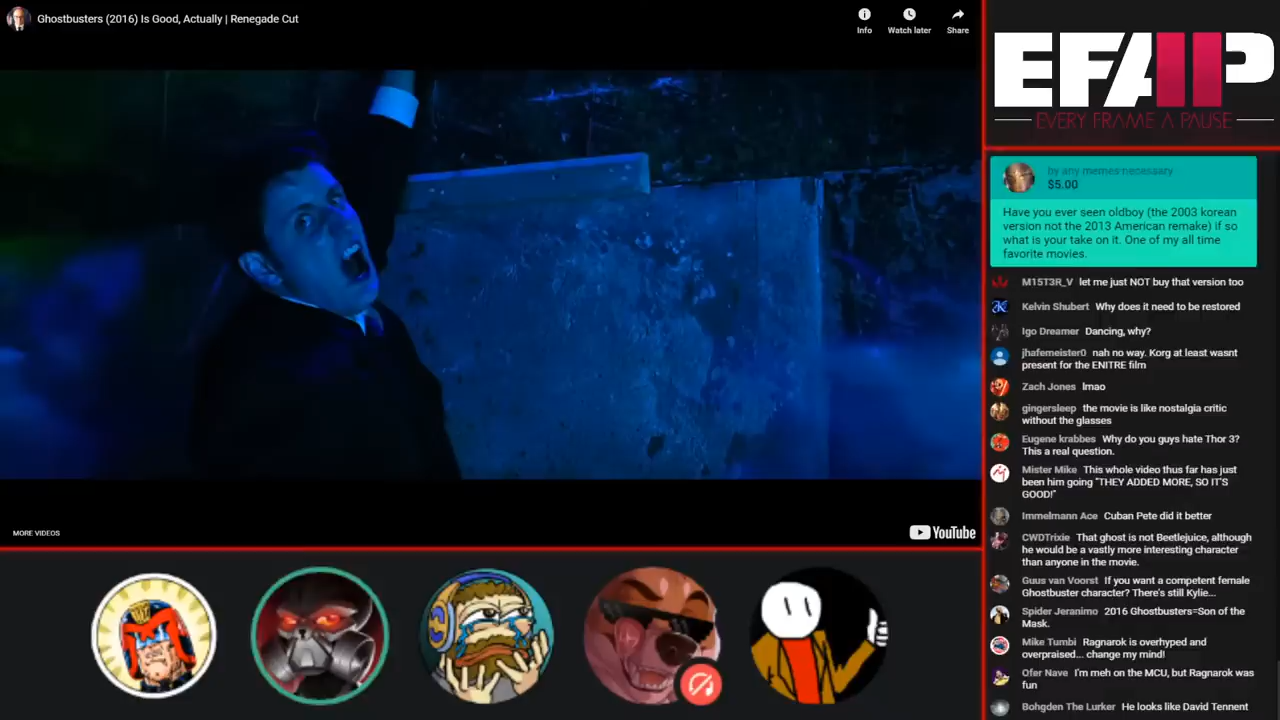 Ghostbusters (2016) Is Good, Actually | Renegade Cut
Info
Watch later
Share
MORE VIDEOS
YouTube
EFAP
EVERY FRAME A PAUSE
by any memes necessary
$5.00
Have you ever seen oldboy (the 2003 korean
version not the 2013 American remake) if so
what is your take on it. One of my all time
favorite movies.
M15T3R_V let me just NOT buy that version too
Kelvin Shubert Why does it need to be restored
Igo Dreamer Dancing, why?
jhafemeister0 nah no way. Korg at least wasnt
present for the ENITRE film
Zach Jones lmao
gingersleep the movie is like nostalgia critic
without the glasses
Eugene krabbes Why do you guys hate Thor 3?
This a real question.
Mister Mike This whole video thus far has just
been him going "THEY ADDED MORE, SO IT'S
GOOD!"
Immelmann Ace Cuban Pete did it better
CWDTrixie That ghost is not Beetlejuice, although
he would be a vastly more interesting character
than anyone in the movie.
Guus van Voorst If you want a competent female
Ghostbuster character? There's still Kylie...
Spider Jeranimo 2016 Ghostbusters=Son of the
Mask.
Mike Tumbi Ragnarok is overhyped and
overpraised... change my mind!
Ofer Nave I'm meh on the MCU, but Ragnarok was
fun
Bohgden The Lurker He looks like David Tennent